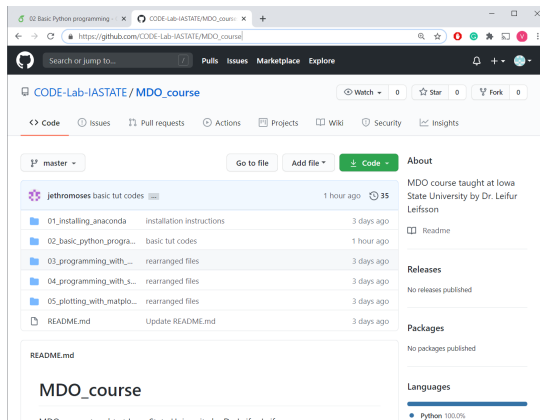 02 Basic Python programming -
CODE-Lab-IASTATE/MDO_course:
https://github.com/CODE-Lab-IASTATE/MDO_course
Search or jump to... / Pulls Issues Marketplace Explore
CODE-Lab-IASTATE / MDO_course
Watch 0 Star 0 Fork 0
Code Issues Pull requests Actions Projects Wiki Security Insights
master Go to file Add file Code
jethromoses basic tut codes ... 1 hour ago 35
01_installing_anaconda installation instructions 3 days ago
02_basic_python_progra... basic tut codes 1 hour ago
03_programming_with_... rearranged files 3 days ago
04_programming_with_s... rearranged files 3 days ago
05_plotting_with_matplo... rearranged files 3 days ago
README.md Update README.md 3 days ago
README.md
MDO_course
About
MDO course taught at Iowa
State University by Dr. Leifur
Leifsson
Readme
Releases
No releases published
Packages
No packages published
Languages
Python 100.0%